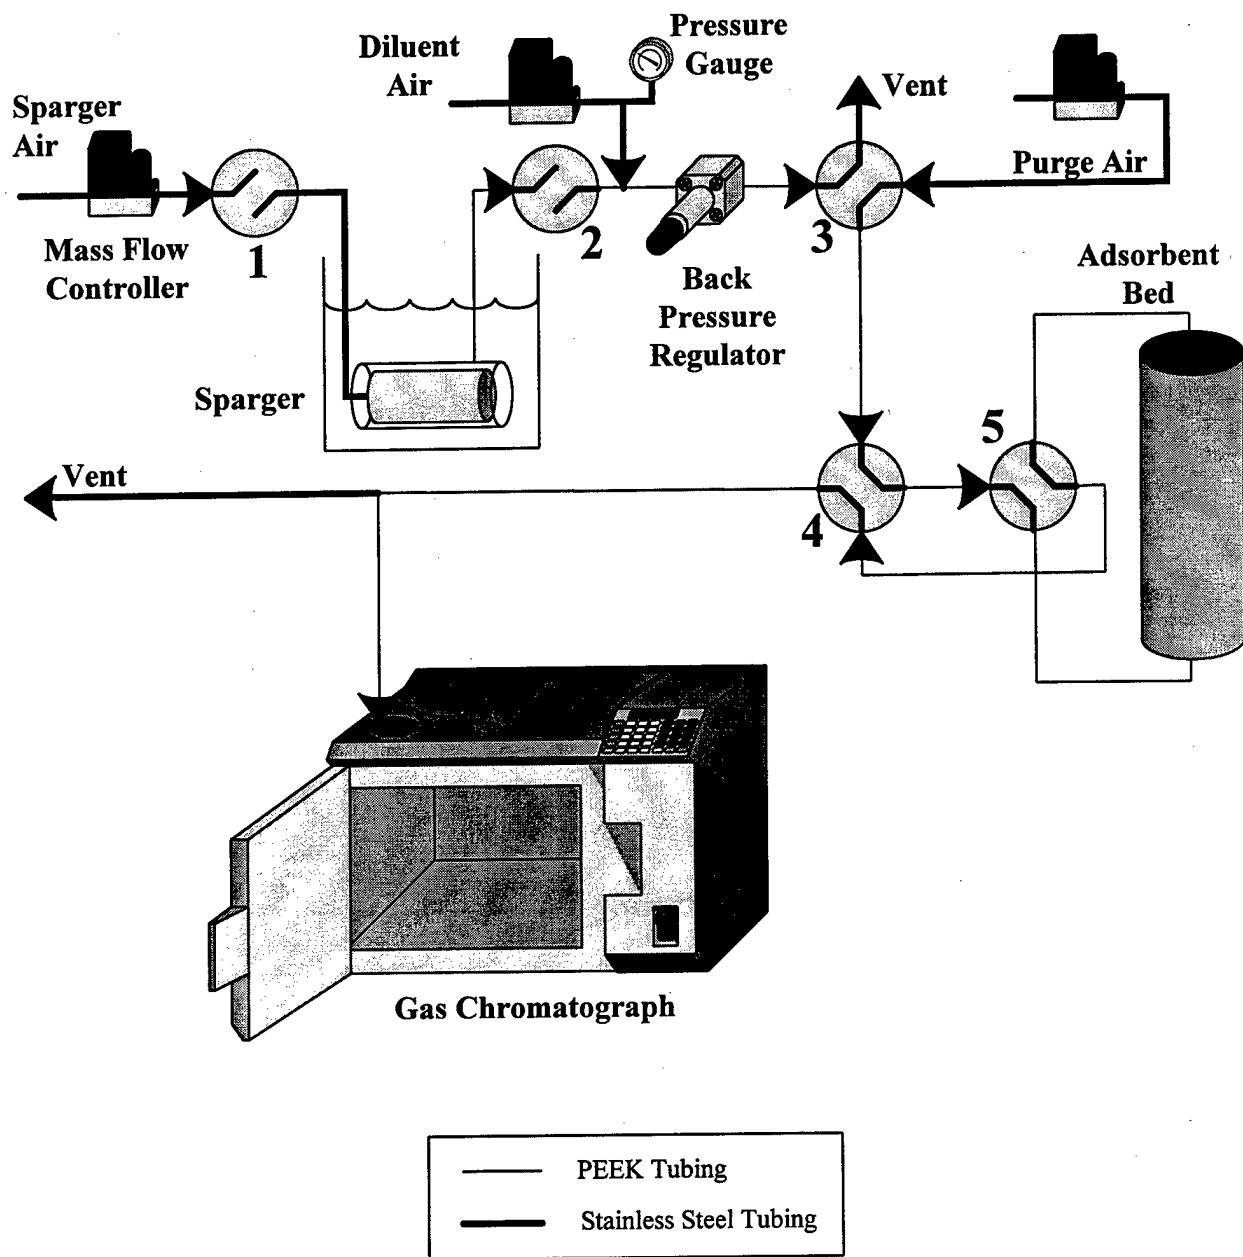 Diluent
Air
Pressure
Gauge
Vent
Sparger
Air
Purge Air
Mass Flow
Controller
1
2
3
Back
Pressure
Regulator
Adsorbent
Bed
Sparger
Vent
4
5
Gas Chromatograph
PEEK Tubing
Stainless Steel Tubing